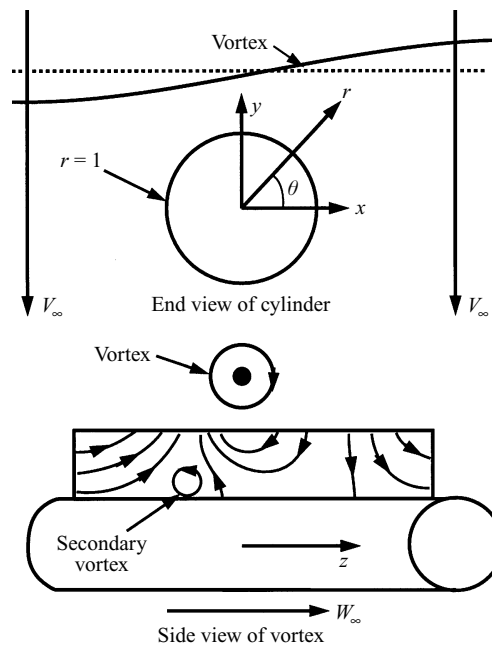 Vortex
y
r
r = 1
θ
x
V∞
End view of cylinder
V∞
Vortex
Secondary
vortex
z
W∞
Side view of vortex